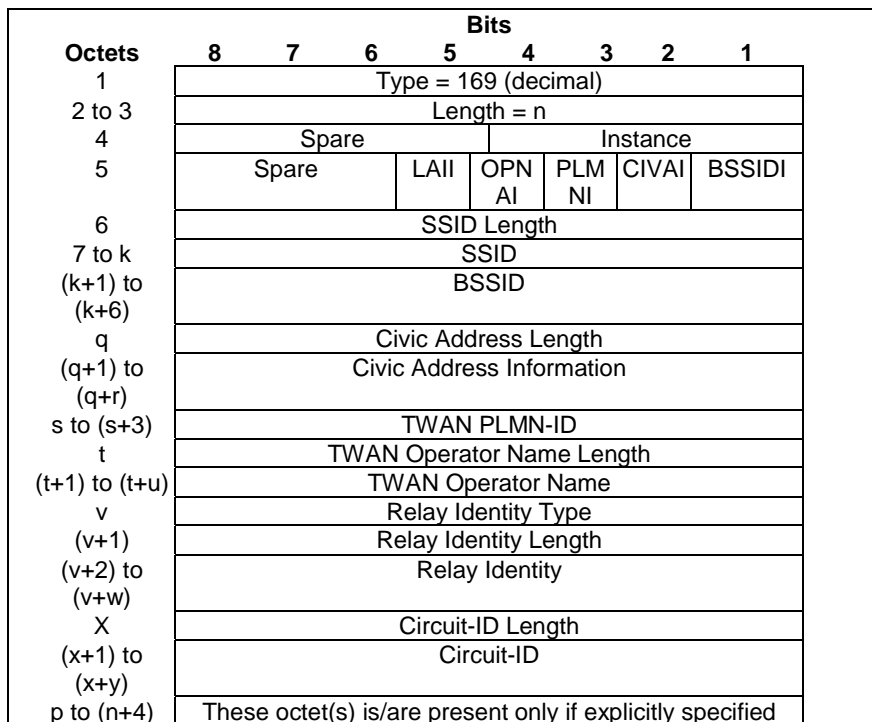 Bits
Octets 8 7 6 5 4 3 2 1
1 Type = 169 (decimal)
2 to 3 Length = n
4 Spare Instance
5 Spare LAII OPN PLM CIVAI BSSIDI
AI NI
6 SSID Length
7 to k SSID
(k+1) to BSSID
(k+6)
q Civic Address Length
(q+1) to Civic Address Information
(q+r)
s to (s+3) TWAN PLMN-ID
t TWAN Operator Name Length
(t+1) to (t+u) TWAN Operator Name
v Relay Identity Type
(v+1) Relay Identity Length
(v+2) to Relay Identity
(v+w)
X Circuit-ID Length
(x+1) to Circuit-ID
(x+y)
p to (n+4) These octet(s) is/are present only if explicitly specified